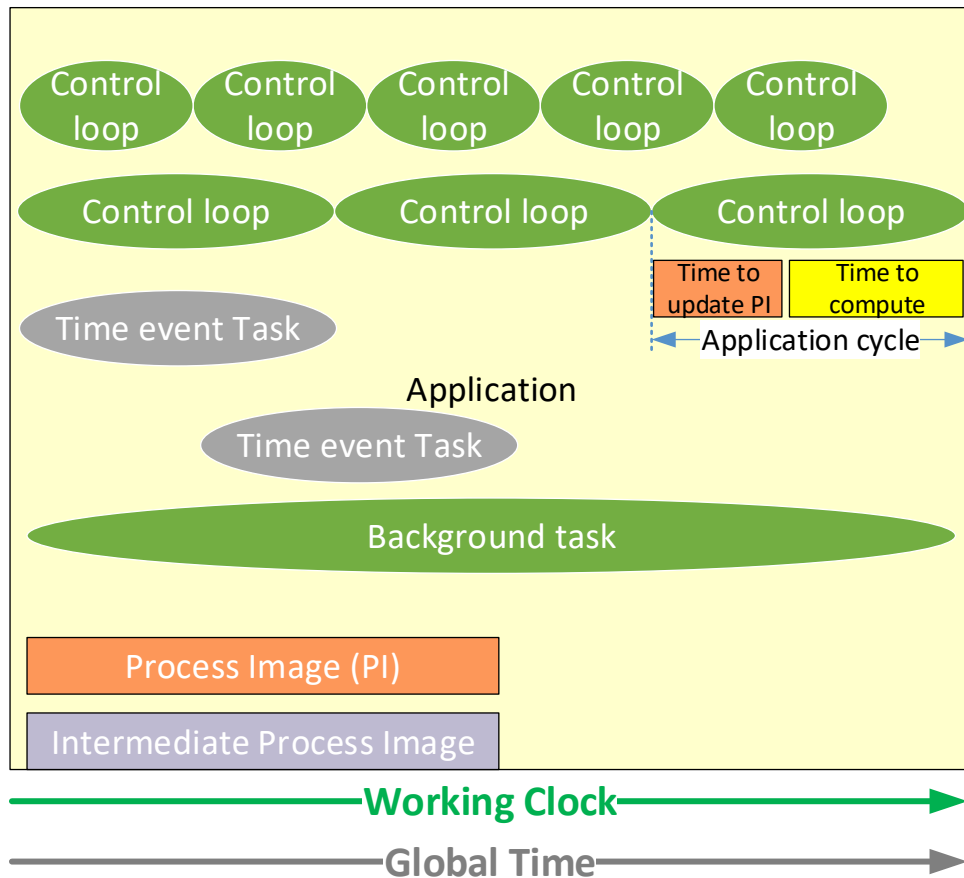 Control
loop
Control
loop
Control
loop
Control
loop
Control
loop
Control loop
Control loop
Control loop
Time to
update PI
Time to
compute
Time event Task
Application cycle
Application
Time event Task
Background task
Process Image (PI)
Intermediate Process Image
Working Clock
Global Time